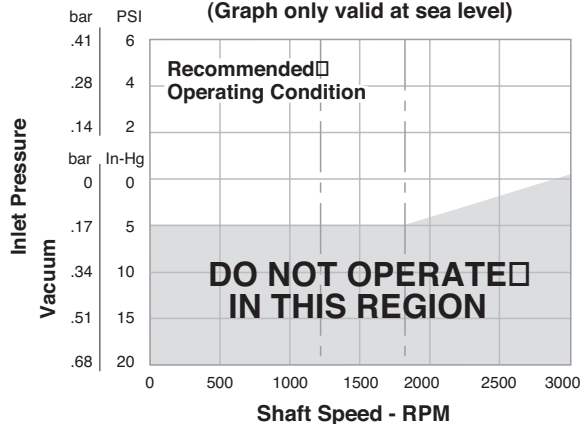 (Graph only valid at sea level)
bar PSI
.41 6
.28 4
.14 2
bar In-Hg
0 0
.17 5
.34 10
.51 15
.68 20
Inlet Pressure
Vacuum
Recommended□
Operating Condition
DO NOT OPERATE□
IN THIS REGION
0 500 1000 1500 2000 2500 3000
Shaft Speed - RPM